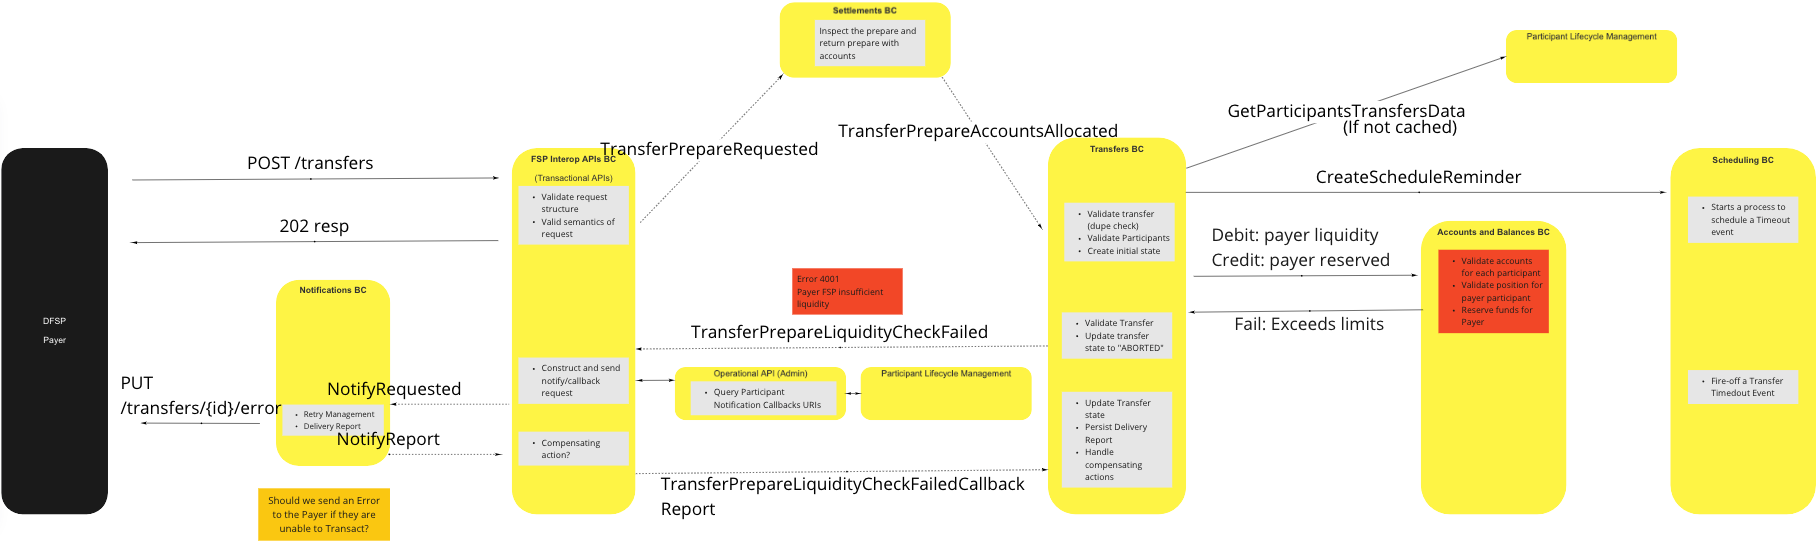 Settlements BC
Inspect the prepare and
return prepare with
accounts
Participant Lifecycle Management
GetParticipantsTransfersData
(If not cached)
TransferPrepareRequested
TransferPrepareAccountsAllocated
DFSP
Payer
POST /transfers
202 resp
FSP Interop APIs BC
(Transactional APIs)
• Validate request
structure
• Valid semantics of
request
Transfers BC
• Validate transfer
(dupe check)
• Validate Participants
• Create initial state
CreateScheduleReminder
Scheduling BC
• Starts a process to
schedule a Timeout
event
Debit: payer liquidity
Credit: payer reserved
Accounts and Balances BC
• Validate accounts
for each participant
• Validate position for
payer participant
• Reserve funds for
Payer
Fail: Exceeds limits
Notifications BC
Error 4001
Payer FSP insufficient
liquidity
TransferPrepareLiquidityCheckFailed
• Validate Transfer
• Update transfer
state to "ABORTED"
• Construct and send
notify/callback
request
Operational API (Admin)
• Query Participant
Notification Callbacks URIs
Participant Lifecycle Management
• Fire-off a Transfer
Timedout Event
PUT
/transfers/{id}/error
NotifyRequested
• Retry Management
• Delivery Report
NotifyReport
• Compensating
action?
• Update Transfer
state
• Persist Delivery
Report
• Handle
compensating
actions
TransferPrepareLiquidityCheckFailedCallback
Report
Should we send an Error
to the Payer if they are
unable to Transact?